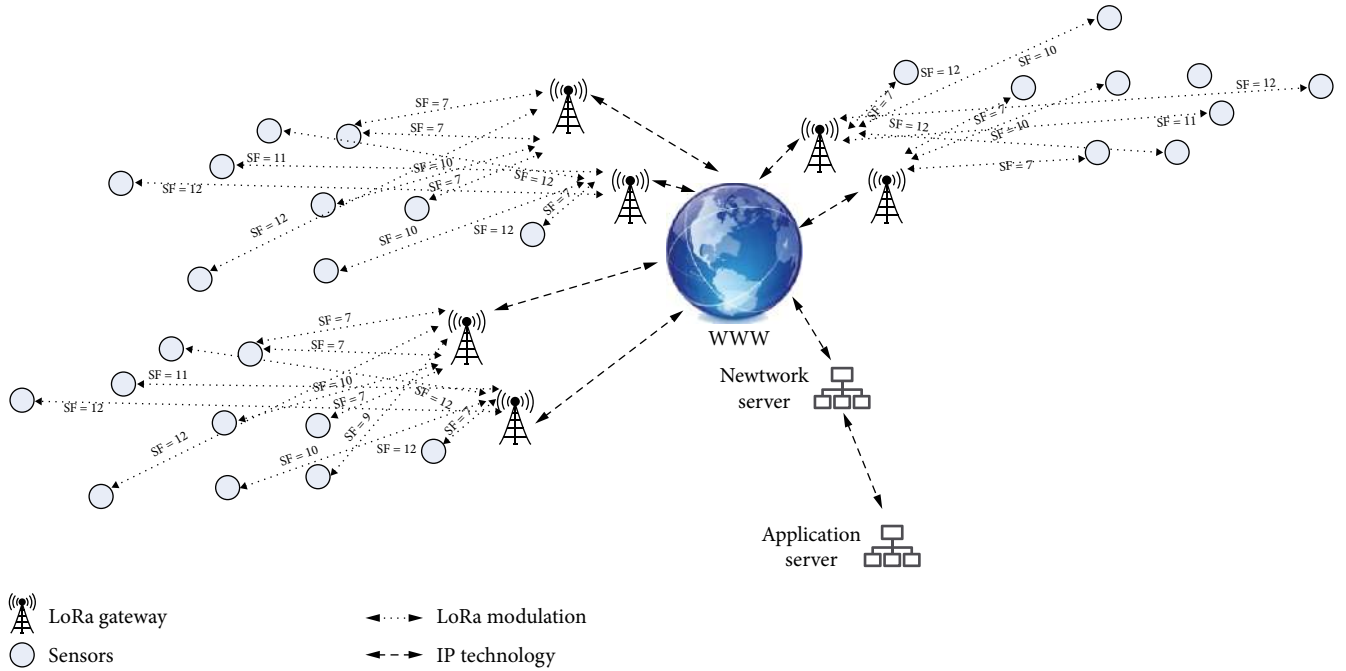 SF = 10
SF = 12
SF = 7
SF = 12
SF = 7
SF = 12
SF = 10
SF = 11
SF = 7
SF = 7
SF = 7
SF = 11
SF = 10
SF = 12
SF = 7
SF = 12
SF = 7
SF = 12
SF = 12
SF = 10
SF = 7
SF = 7
SF = 11
SF = 10
SF = 12
SF = 7
SF = 12
SF = 7
SF = 9
SF = 12
SF = 12
SF = 10
WWW
Newtwork
server
Application
server
LoRa gateway
LoRa modulation
Sensors
IP technology